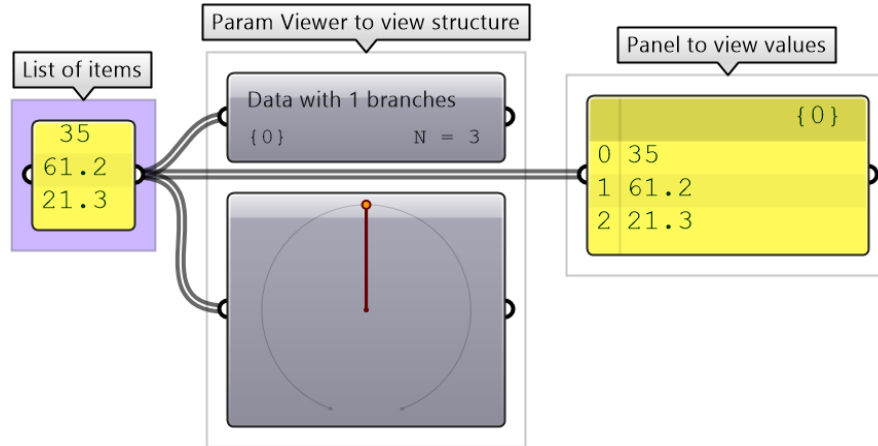 Param Viewer to view structure
List of items
Panel to view values
35
61.2
21.3
Data with 1 branches
{0} N = 3
{0}
0 35
1 61.2
2 21.3